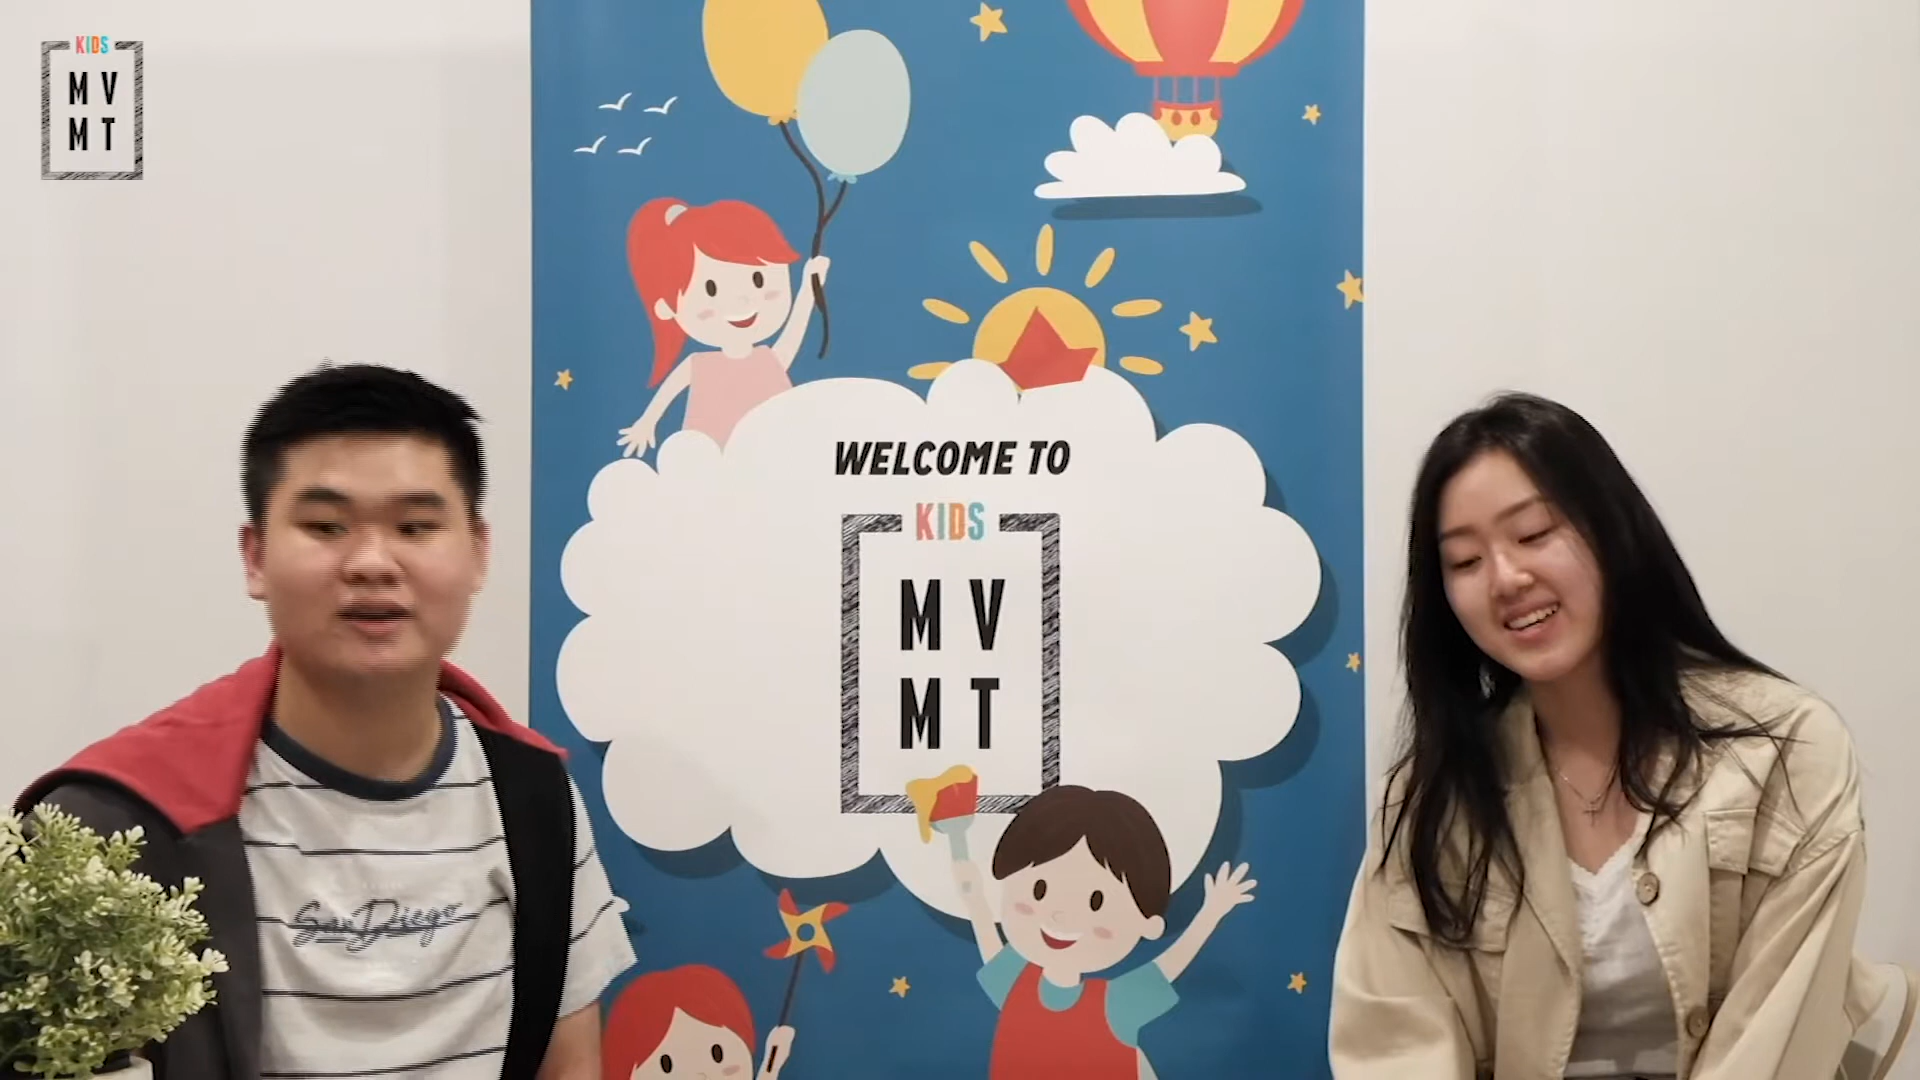 KIDS
MV
MT
WELCOME TO
KIDS
MV
MT
San Diego